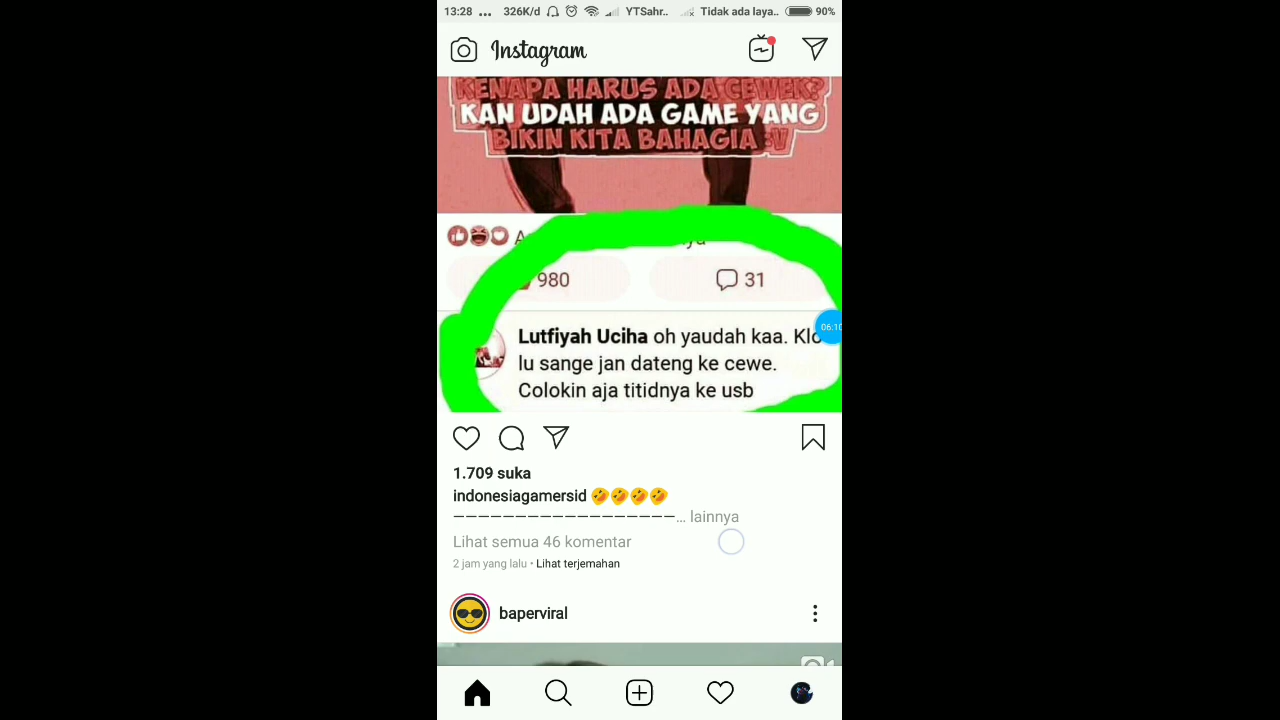 13:28 ... 326K/d YTSahr.. Tidak ada laya.. 90%
Instagram
KENAPA HARUS ADA CEWEK?
KAN UDAH ADA GAME YANG
BIKIN KITA BAHAGIA :V
980 31
Lutfiyah Uciha oh yaudah kaa. Klo
06:10
lu sange jan dateng ke cewe.
Colokin aja titidnya ke usb
1.709 suka
indonesiagamersid 🤣🤣🤣🤣
——————————————————... lainnya
Lihat semua 46 komentar
2 jam yang lalu • Lihat terjemahan
baperviral